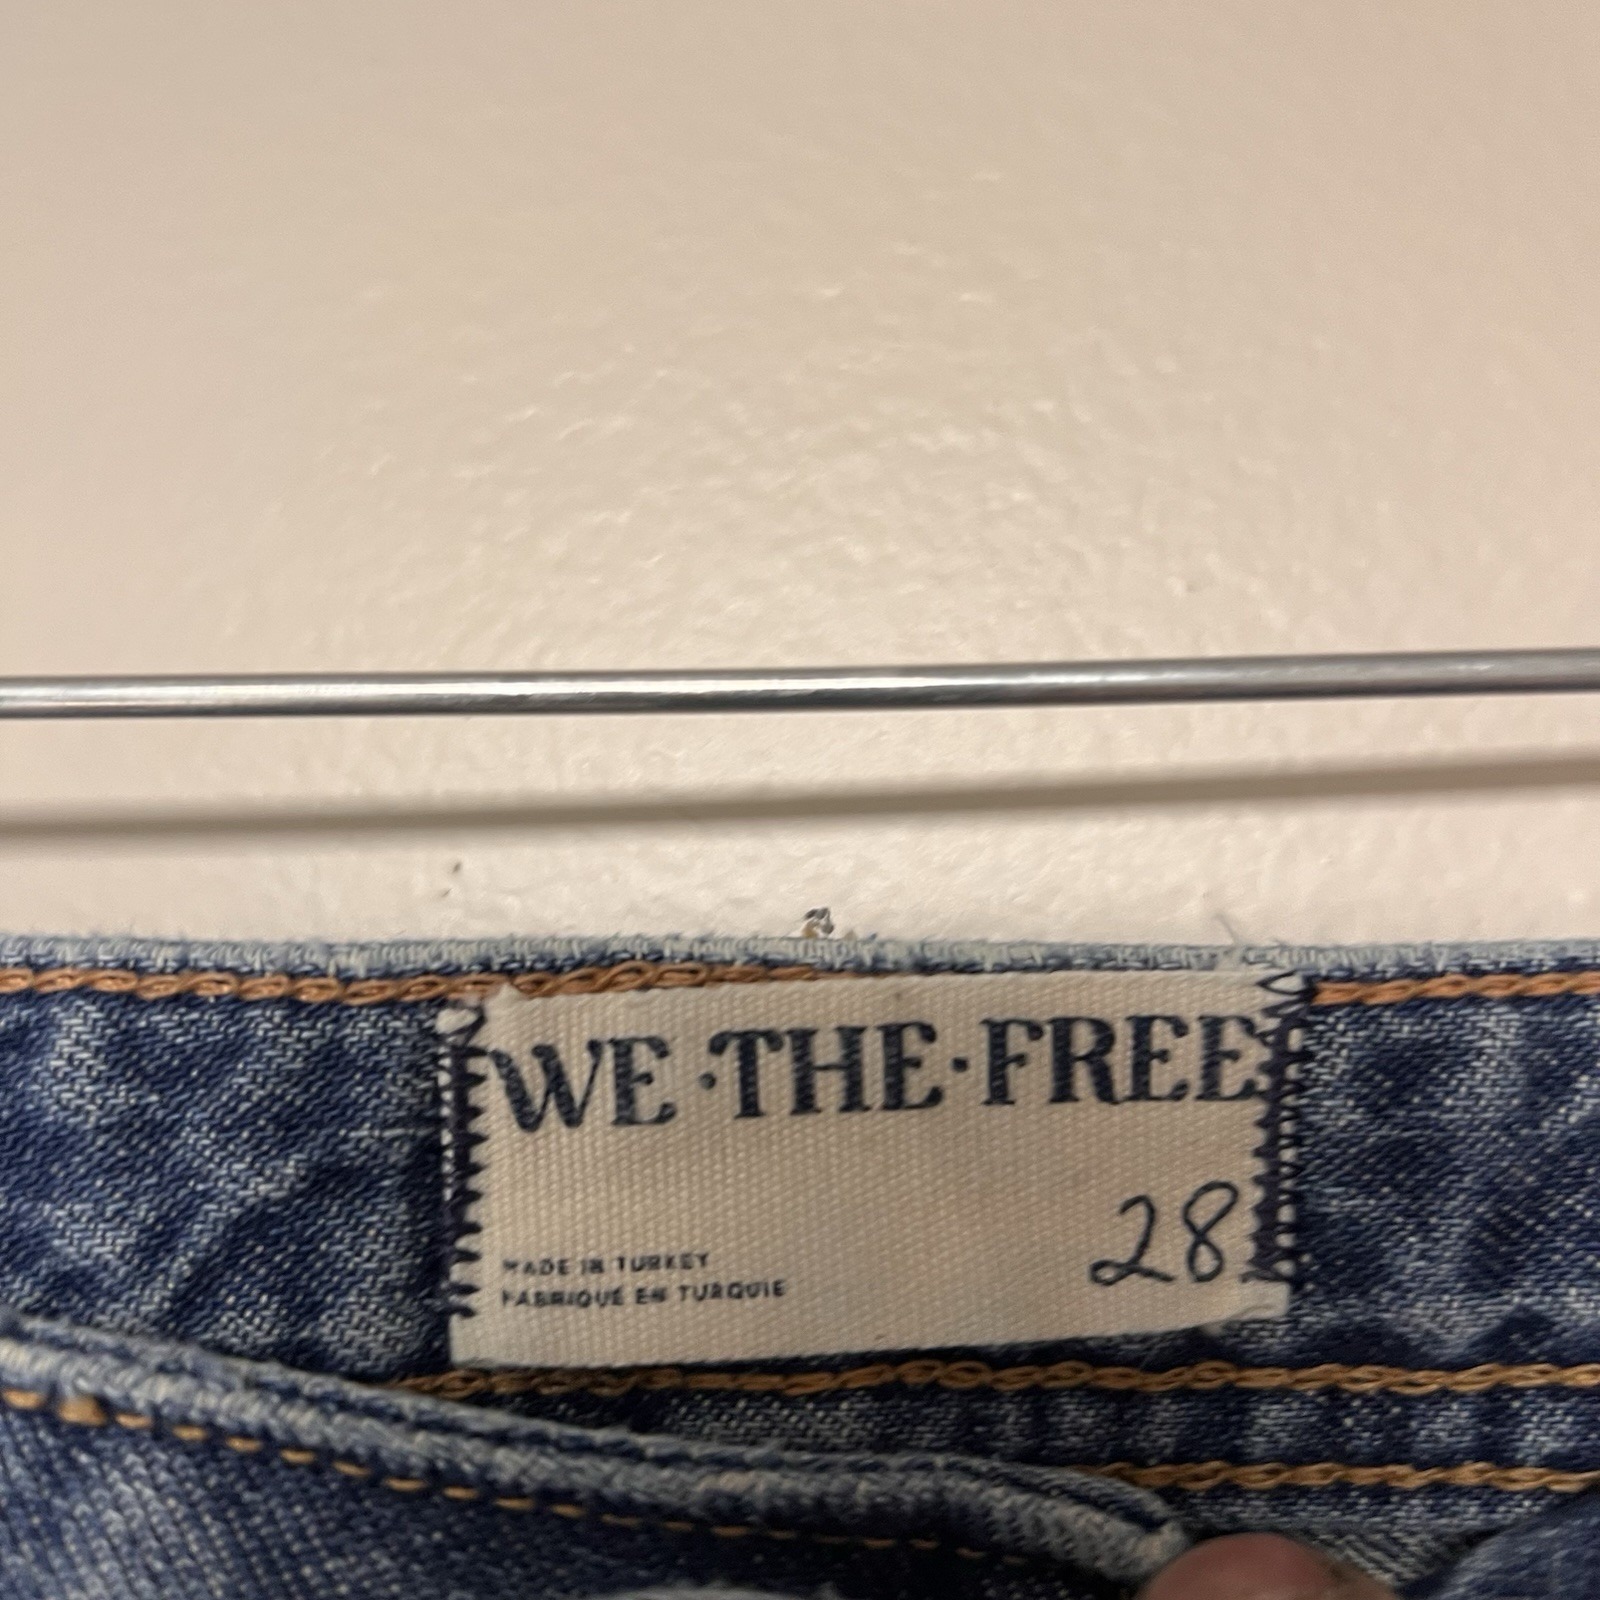 WE·THE·FREE
28
MADE IN TURKEY
FABRIQUÉ EN TURQUIE